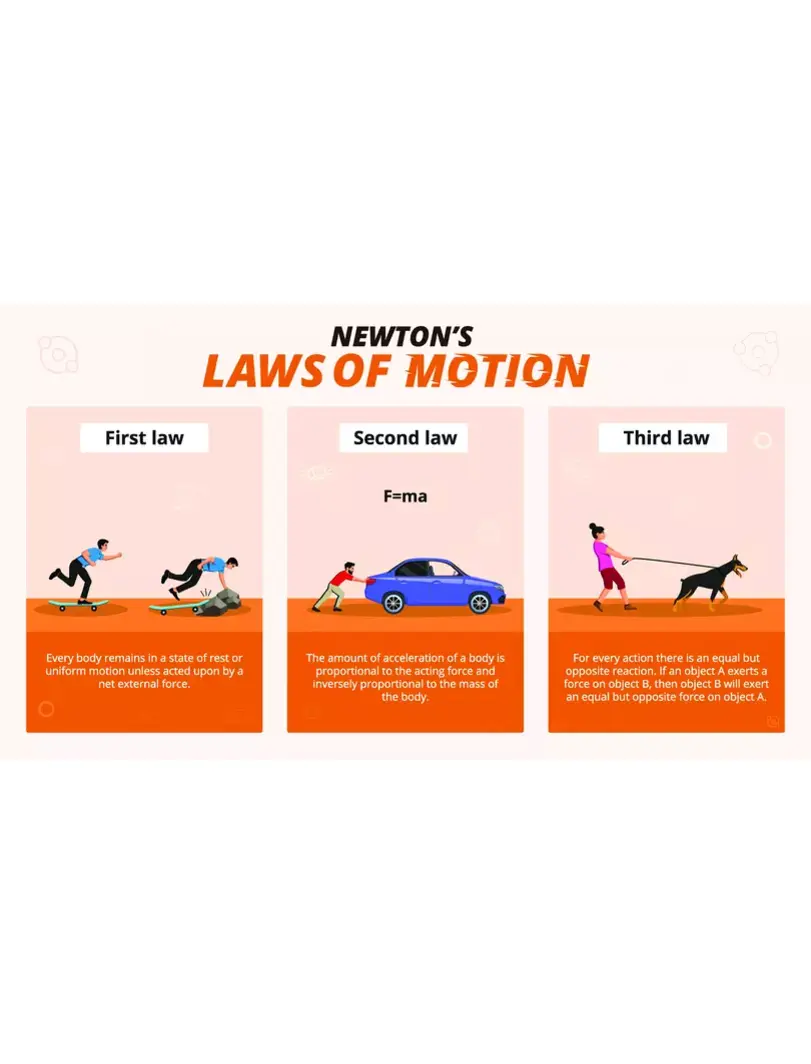 NEWTON'S
LAWS OF MOTION
First law
Every body remains in a state of rest or
uniform motion unless acted upon by a
net external force.
Second law
F=ma
The amount of acceleration of a body is
proportional to the acting force and
inversely proportional to the mass of
the body.
Third law
For every action there is an equal but
opposite reaction. If an object A exerts a
force on object B, then object B will exert
an equal but opposite force on object A.